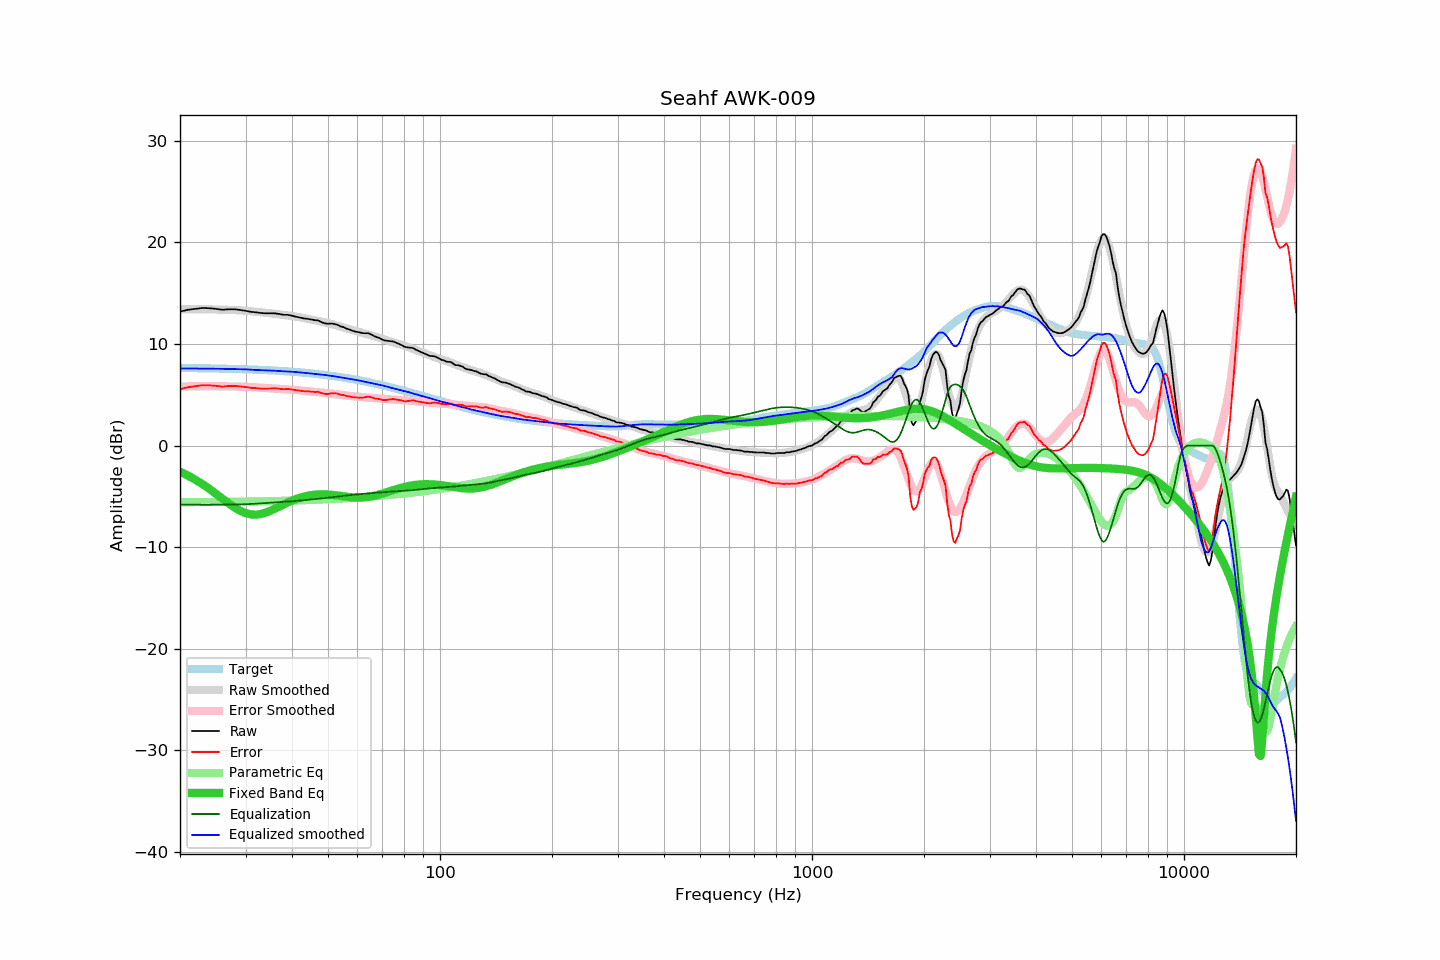 Seahf AWK-009
30
20
10
0
−10
−20
−30
−40
Amplitude (dBr)
Target
Raw Smoothed
Error Smoothed
Raw
Error
Parametric Eq
Fixed Band Eq
Equalization
Equalized smoothed
100
1000
10000
Frequency (Hz)